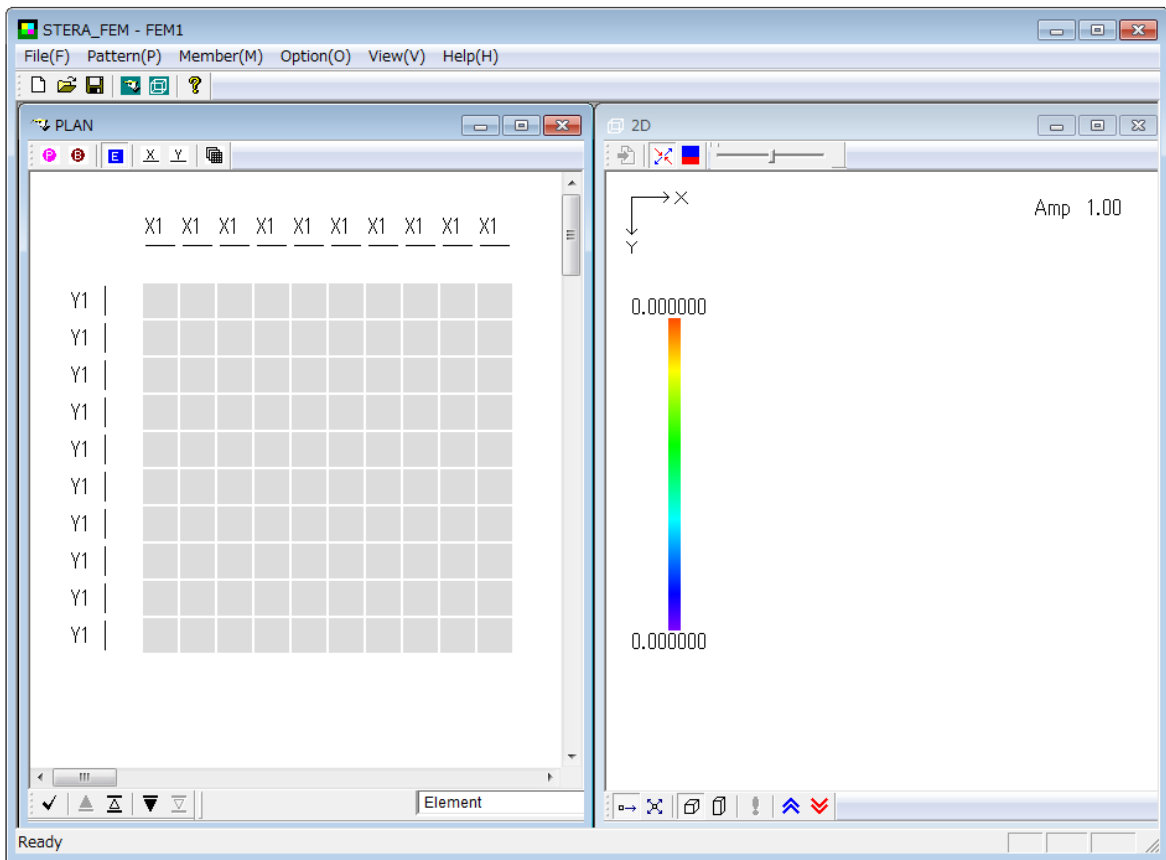 STERA_FEM - FEM1
File(F) Pattern(P) Member(M) Option(O) View(V) Help(H)
PLAN
P B E X Y
X1 X1 X1 X1 X1 X1 X1 X1 X1 X1
Y1
Y1
Y1
Y1
Y1
Y1
Y1
Y1
Y1
Y1
Element
2D
X
Amp 1.00
Y
0.000000
0.000000
Ready